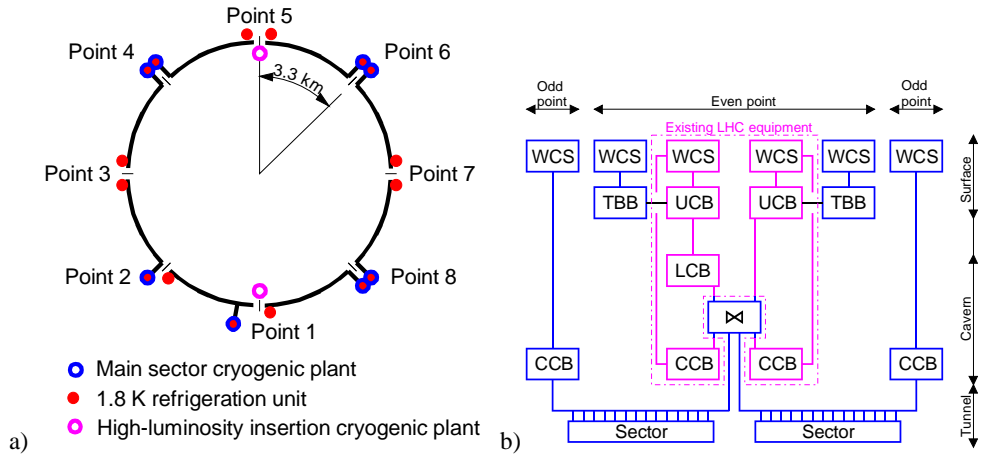 Point 5
Point 4
Point 6
3.3 km
Point 3
Point 7
Point 2
Point 8
Point 1
Main sector cryogenic plant
1.8 K refrigeration unit
High-luminosity insertion cryogenic plant
a)
Odd point
Even point
Odd point
Existing LHC equipment
WCS WCS WCS WCS WCS WCS
TBB UCB UCB TBB
LCB
CCB CCB CCB CCB
Sector Sector
Surface
Cavern
Tunnel
b)